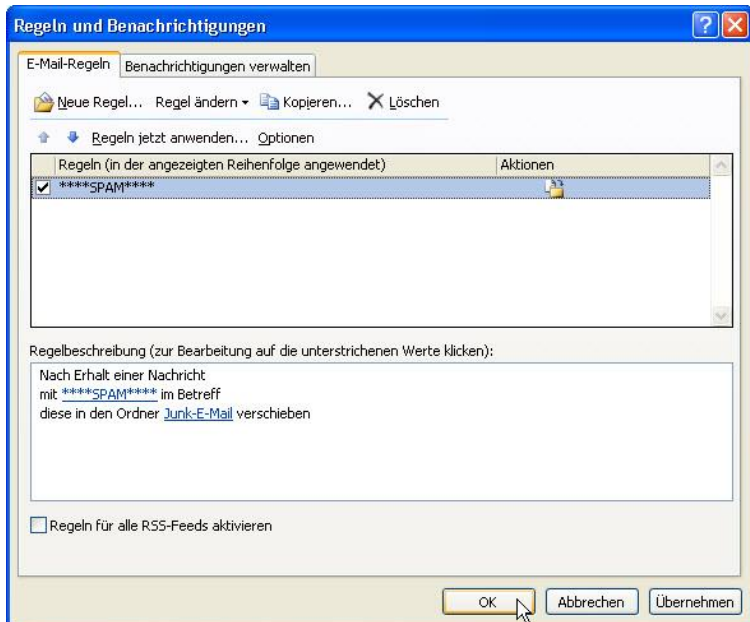 Regeln und Benachrichtigungen
E-Mail-Regeln Benachrichtigungen verwalten
Neue Regel... Regel ändern Kopieren... Löschen
Regeln jetzt anwenden... Optionen
Regeln (in der angezeigten Reihenfolge angewendet) Aktionen
****SPAM****
Regelbeschreibung (zur Bearbeitung auf die unterstrichenen Werte klicken):
Nach Erhalt einer Nachricht
mit ****SPAM**** im Betreff
diese in den Ordner Junk-E-Mail verschieben
Regeln für alle RSS-Feeds aktivieren
OK Abbrechen Übernehmen